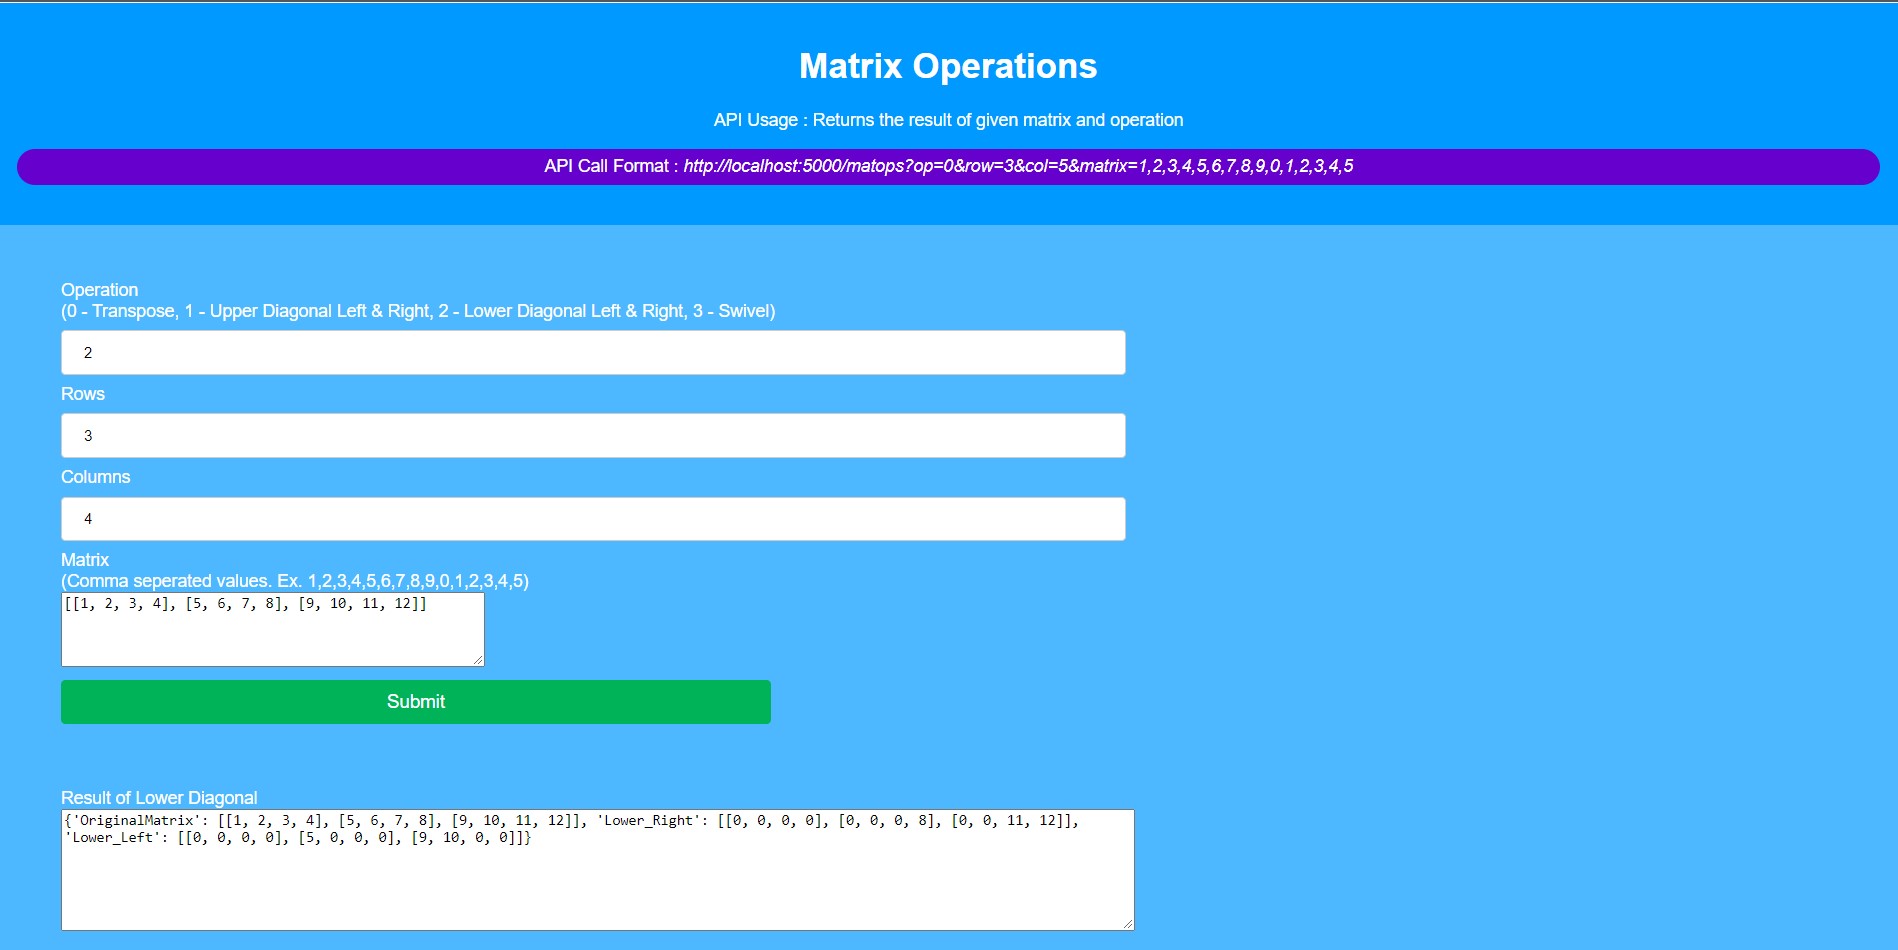 Matrix Operations
API Usage : Returns the result of given matrix and operation
API Call Format : http://localhost:5000/matops?op=0&row=3&col=5&matrix=1,2,3,4,5,6,7,8,9,0,1,2,3,4,5
Operation
(0 - Transpose, 1 - Upper Diagonal Left & Right, 2 - Lower Diagonal Left & Right, 3 - Swivel)
2
Rows
3
Columns
4
Matrix
(Comma seperated values. Ex. 1,2,3,4,5,6,7,8,9,0,1,2,3,4,5)
[[1, 2, 3, 4], [5, 6, 7, 8], [9, 10, 11, 12]]
Submit
Result of Lower Diagonal
{'OriginalMatrix': [[1, 2, 3, 4], [5, 6, 7, 8], [9, 10, 11, 12]], 'Lower_Right': [[0, 0, 0, 0], [0, 0, 0, 8], [0, 0, 11, 12]],
'Lower_Left': [[0, 0, 0, 0], [5, 0, 0, 0], [9, 10, 0, 0]]}